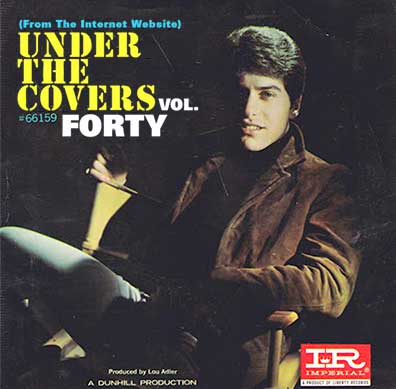 (From The Internet Website)
UNDER
THE
COVERS VOL.
#66159 FORTY
Produced by Lou Adler
A DUNHILL PRODUCTION
IR
IMPERIAL®
A PRODUCT OF LIBERTY RECORDS